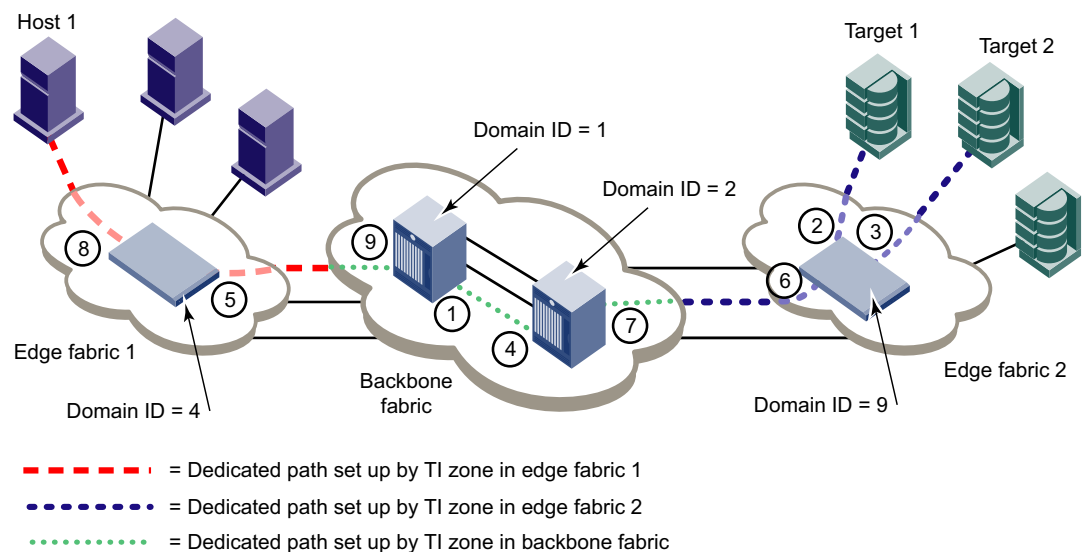 Host 1
Target 1
Target 2
Domain ID = 1
Domain ID = 2
8
5
9
1
4
7
2
3
6
Edge fabric 1
Backbone
fabric
Edge fabric 2
Domain ID = 4
Domain ID = 9
= Dedicated path set up by TI zone in edge fabric 1
= Dedicated path set up by TI zone in edge fabric 2
= Dedicated path set up by TI zone in backbone fabric